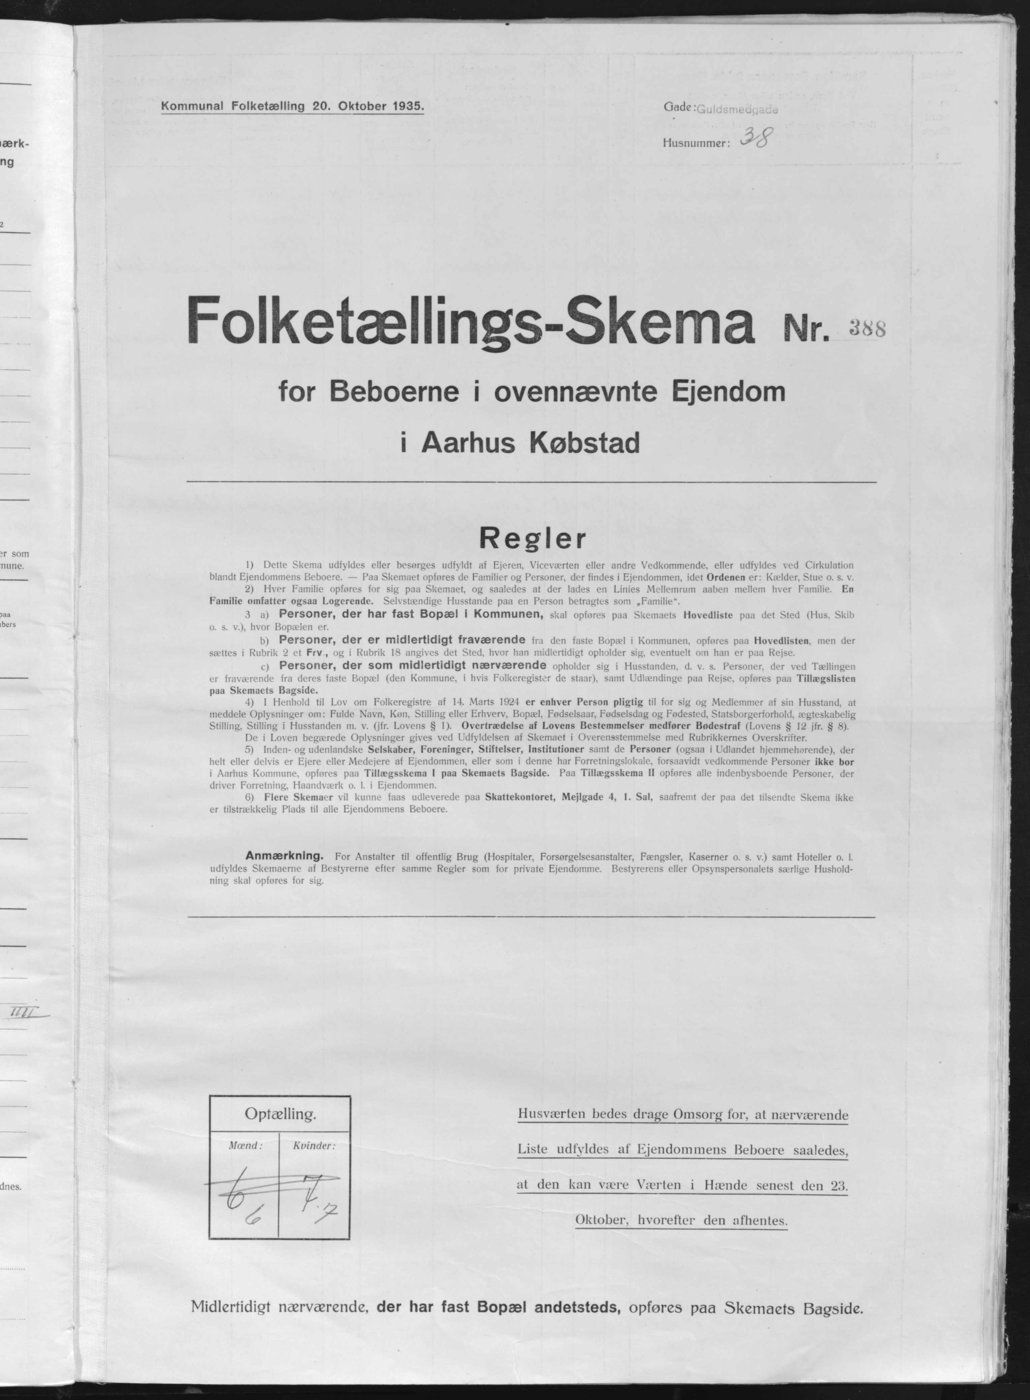 Kommunal Folketælling 20. Oktober 1935.
Gade: Guldsmedgade
Husnummer: 38
Folketællings-Skema Nr. 388
for Beboerne i ovennævnte Ejendom
i Aarhus Købstad
Regler
1) Dette Skema udfyldes eller besørges udfyldt af Ejeren, Viceværten eller andre Vedkommende, eller udfyldes ved Cirkulation
blandt Ejendommens Beboere. — Paa Skemaet opføres de Familier og Personer, der findes i Ejendommen, idet Ordenen er: Kælder, Stue o. s. v.
2) Hver Familie opføres for sig paa Skemaet, og saaledes at der lades en Linies Mellemrum aaben mellem hver Familie. En
Familie omfatter ogsaa Logerende. Selvstændige Husstande paa en Person betragtes som „Familie“.
3 a) Personer, der har fast Bopæl i Kommunen, skal opføres paa Skemaets Hovedliste paa det Sted (Hus, Skib
o. s. v.), hvor Bopælen er.
b) Personer, der er midlertidigt fraværende fra den faste Bopæl i Kommunen, opføres paa Hovedlisten, men der
sættes i Rubrik 2 et Frv., og i Rubrik 18 angives det Sted, hvor han midlertidigt opholder sig, eventuelt om han er paa Rejse.
c) Personer, der som midlertidigt nærværende opholder sig i Husstanden, d. v. s. Personer, der ved Tællingen
er fraværende fra deres faste Bopæl (den Kommune, i hvis Folkeregister de staar), samt Udlændinge paa Rejse, opføres paa Tillægslisten
paa Skemaets Bagside.
4) I Henhold til Lov om Folkeregistre af 14. Marts 1924 er enhver Person pligtig til for sig og Medlemmer af sin Husstand, at
meddele Oplysninger om: Fulde Navn, Køn, Stilling eller Erhverv, Bopæl, Fødselsaar, Fødselsdag og Fødested, Statsborgerforhold, ægteskabelig
Stilling, Stilling i Husstanden m. v. (jfr. Lovens § 1). Overtrædelse af Lovens Bestemmelser medfører Bødestraf (Lovens § 12 jfr. § 8).
De i Loven begærede Oplysninger gives ved Udfyldelsen af Skemaet i Overensstemmelse med Rubrikkernes Overskrifter.
5) Inden- og udenlandske Selskaber, Foreninger, Stiftelser, Institutioner samt de Personer (ogsaa i Udlandet hjemmehørende), der
helt eller delvis er Ejere eller Medejere af Ejendommen, eller som i denne har Forretningslokale, forsaavidt vedkommende Personer ikke bor
i Aarhus Kommune, opføres paa Tillægsskema I paa Skemaets Bagside. Paa Tillægsskema II opføres alle indenbysboende Personer, der
driver Forretning, Haandværk o. l. i Ejendommen.
6) Flere Skemaer vil kunne faas udleverede paa Skattekontoret, Mejlgade 4, 1. Sal, saafremt der paa det tilsendte Skema ikke
er tilstrækkelig Plads til alle Ejendommens Beboere.
Anmærkning. For Anstalter til offentlig Brug (Hospitaler, Forsørgelsesanstalter, Fængsler, Kaserner o. s. v.) samt Hoteller o. l.
udfyldes Skemaerne af Bestyrerne efter samme Regler som for private Ejendomme. Bestyrerens eller Opsynspersonalets særlige Hushold-
ning skal opføres for sig.
Optælling.
Mænd: Kvinder:
6 7
6 7
Husværten bedes drage Omsorg for, at nærværende
Liste udfyldes af Ejendommens Beboere saaledes,
at den kan være Værten i Hænde senest den 23.
Oktober, hvorefter den afhentes.
Midlertidigt nærværende, der har fast Bopæl andetsteds, opføres paa Skemaets Bagside.